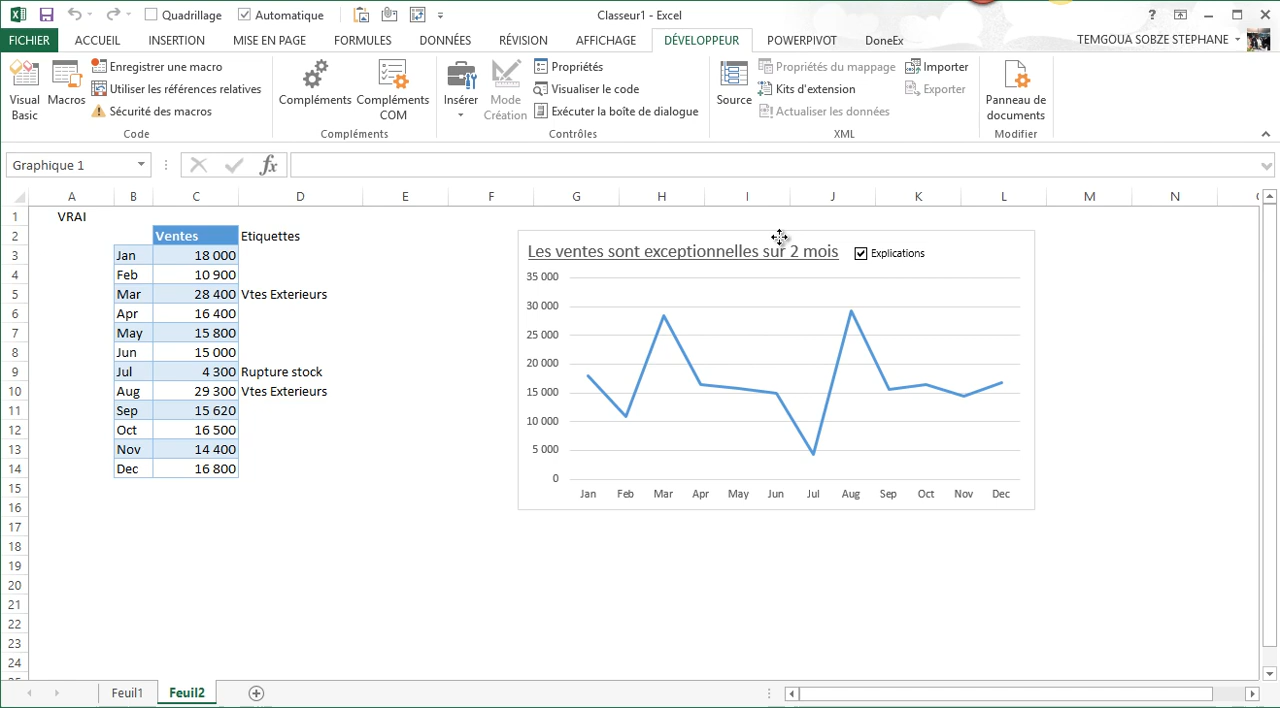 Quadrillage Automatique Classeur1 - Excel ?
FICHIER ACCUEIL INSERTION MISE EN PAGE FORMULES DONNÉES RÉVISION AFFICHAGE DÉVELOPPEUR POWERPIVOT DoneEx TEMGOUA SOBZE STEPHANE
Visual Basic
Macros
Enregistrer une macro
Utiliser les références relatives
Sécurité des macros
Code
Compléments
Compléments COM
Compléments
Insérer
Mode Création
Propriétés
Visualiser le code
Exécuter la boîte de dialogue
Contrôles
Source
Propriétés du mappage
Kits d'extension
Actualiser les données
Importer
Exporter
XML
Panneau de documents
Modifier
Graphique 1 fx
A B C D E F G H I J K L M N
1 VRAI
2 Ventes Etiquettes
3 Jan 18 000
4 Feb 10 900
5 Mar 28 400 Vtes Exterieurs
6 Apr 16 400
7 May 15 800
8 Jun 15 000
9 Jul 4 300 Rupture stock
10 Aug 29 300 Vtes Exterieurs
11 Sep 15 620
12 Oct 16 500
13 Nov 14 400
14 Dec 16 800
15
16
17
18
19
20
21
22
23
24
Les ventes sont exceptionnelles sur 2 mois Explications
35 000
30 000
25 000
20 000
15 000
10 000
5 000
0
Jan Feb Mar Apr May Jun Jul Aug Sep Oct Nov Dec
Feuil1 Feuil2